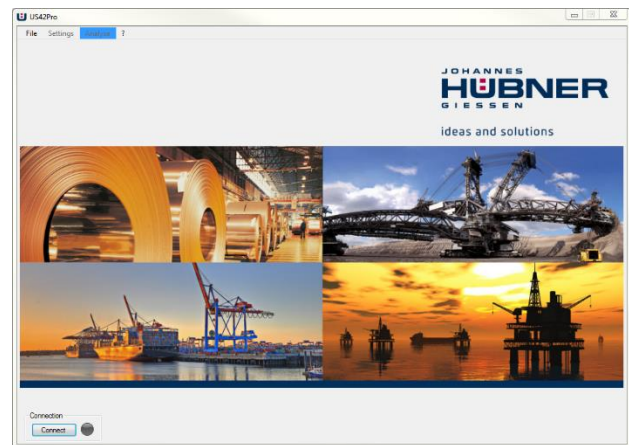 US42Pro
File Settings Analysis ?
JOHANNES
HÜBNER
GIESSEN
ideas and solutions
Connection
Connect